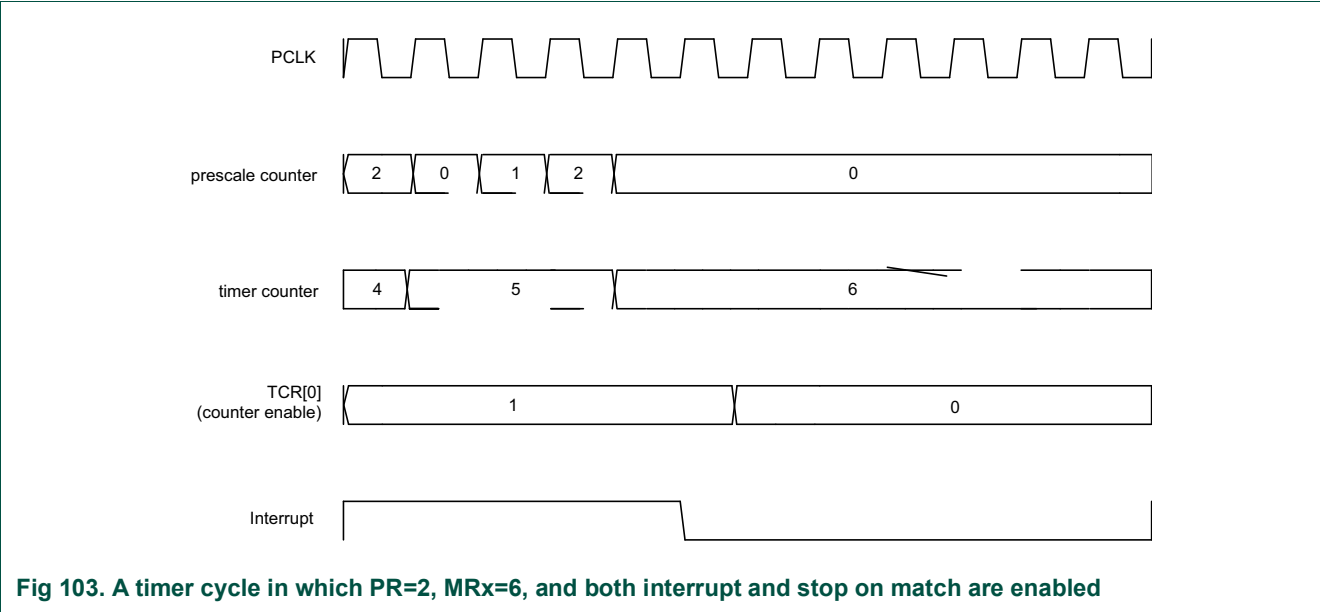 PCLK
prescale counter
2 0 1 2 0
timer counter
4 5 6
TCR[0]
(counter enable)
1 0
Interrupt
Fig 103. A timer cycle in which PR=2, MRx=6, and both interrupt and stop on match are enabled